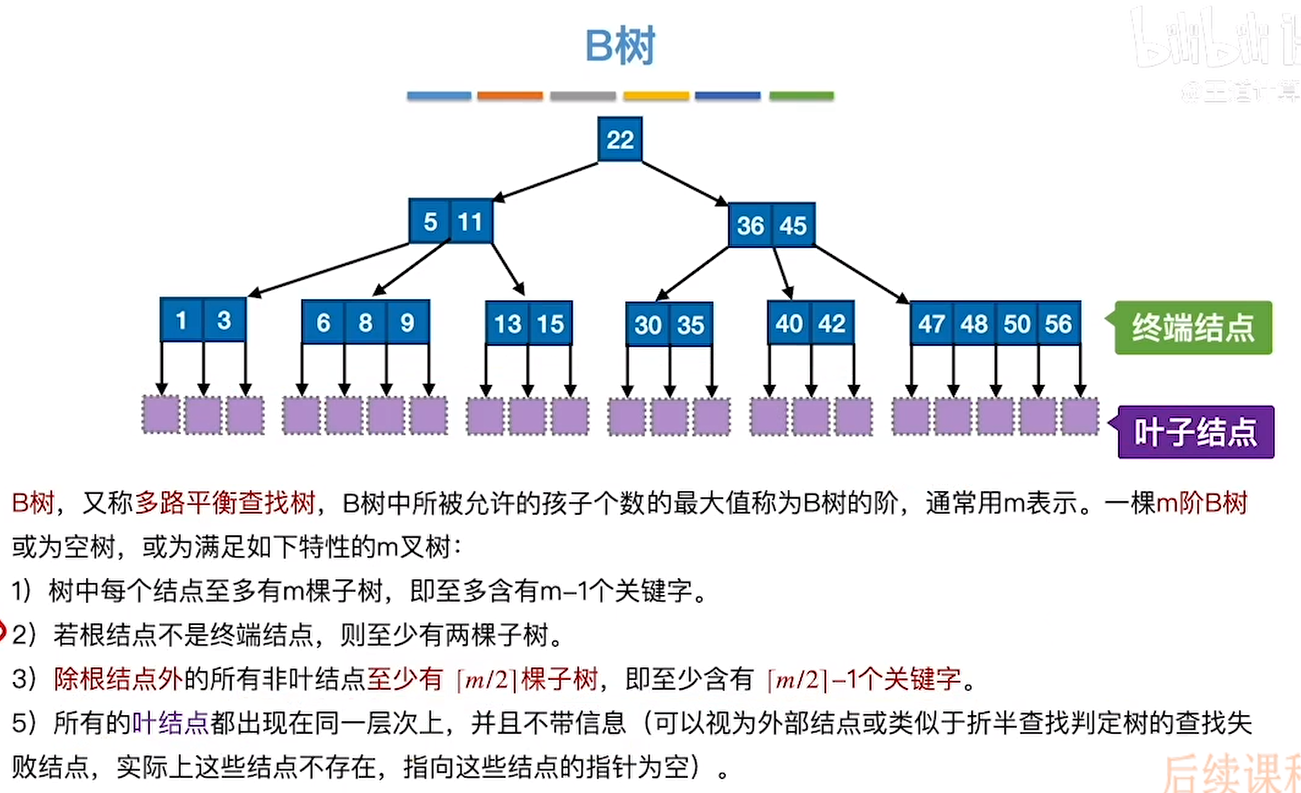 bilibili
@王道计算
B树
22
5 11
36 45
1 3
6 8 9
13 15
30 35
40 42
47 48 50 56
终端结点
叶子结点
B树，又称多路平衡查找树，B树中所被允许的孩子个数的最大值称为B树的阶，通常用m表示。一棵m阶B树
或为空树，或为满足如下特性的m叉树：
1）树中每个结点至多有m棵子树，即至多含有m–1个关键字。
2）若根结点不是终端结点，则至少有两棵子树。
3）除根结点外的所有非叶结点至少有 ⌈m/2⌉棵子树，即至少含有 ⌈m/2⌉–1个关键字。
5）所有的叶结点都出现在同一层次上，并且不带信息（可以视为外部结点或类似于折半查找判定树的查找失
败结点，实际上这些结点不存在，指向这些结点的指针为空）。
后续课程